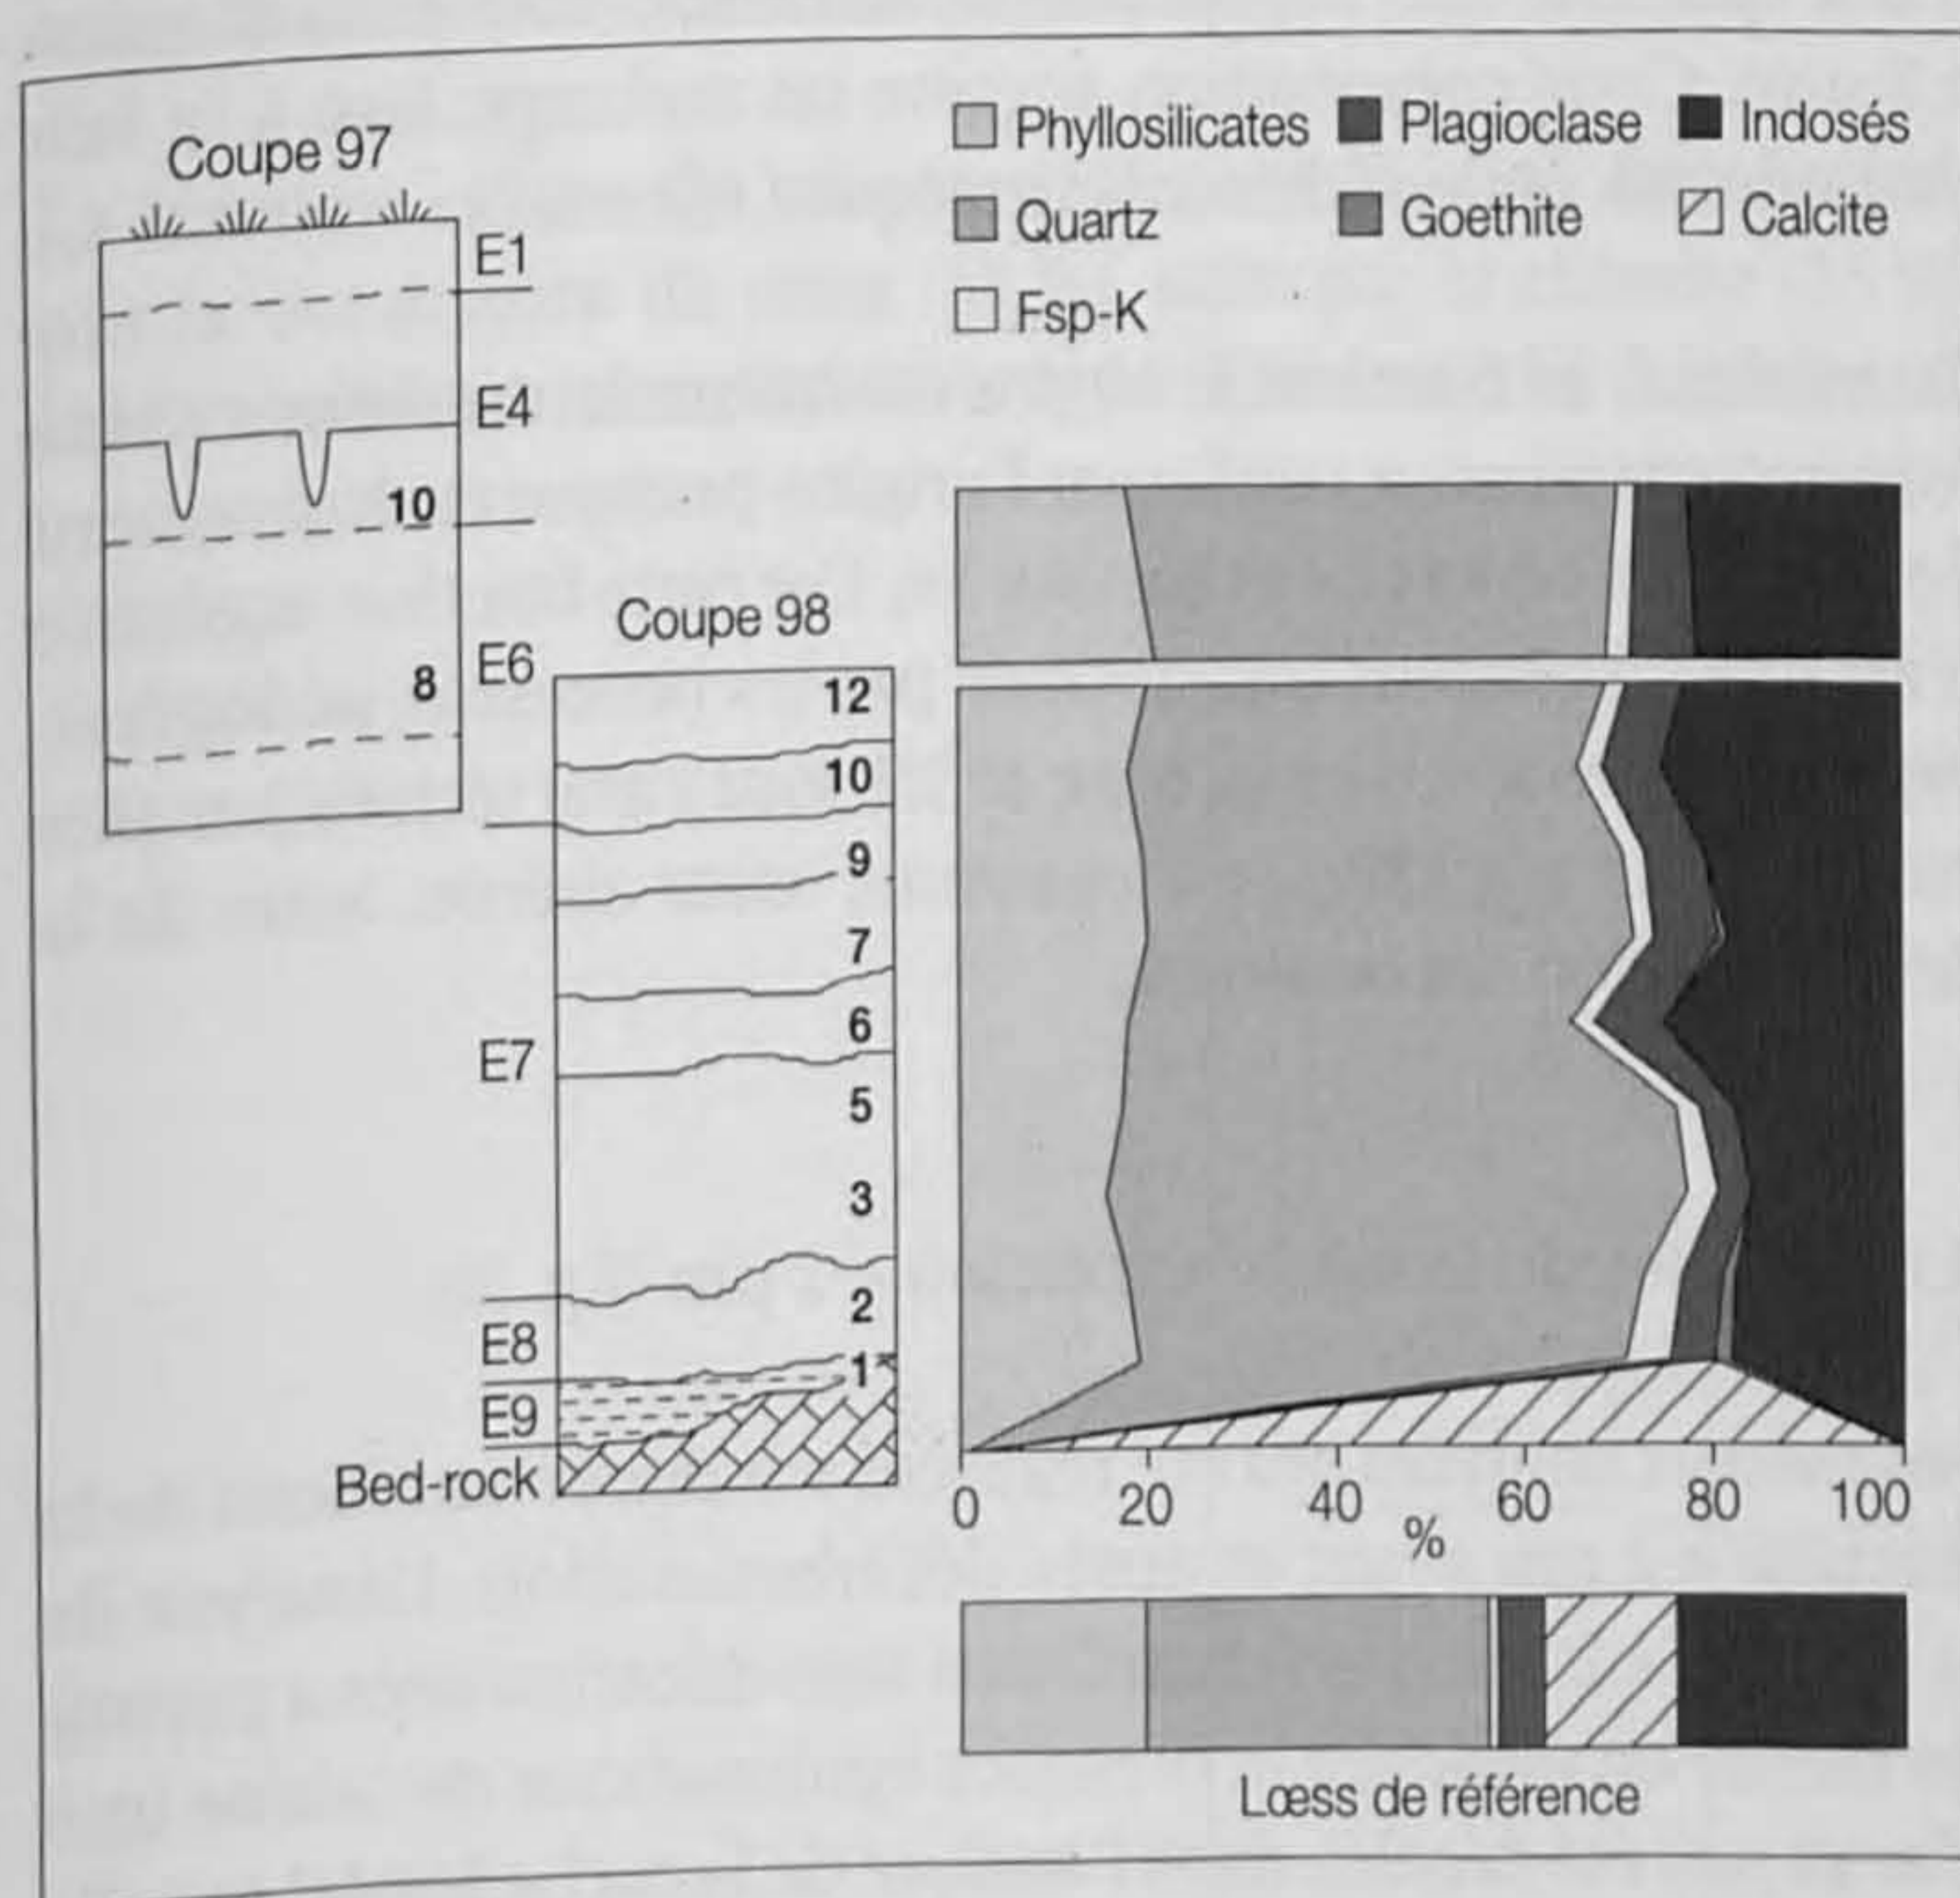 Coupe 97
E1
E4
10
8
E6
Coupe 98
12
10
9
7
6
E7
5
3
2
E8
1
E9
Bed-rock
Phyllosilicates Plagioclase Indosés
Quartz Goethite Calcite
Fsp-K
0 20 40 60 80 100
%
Lœss de référence